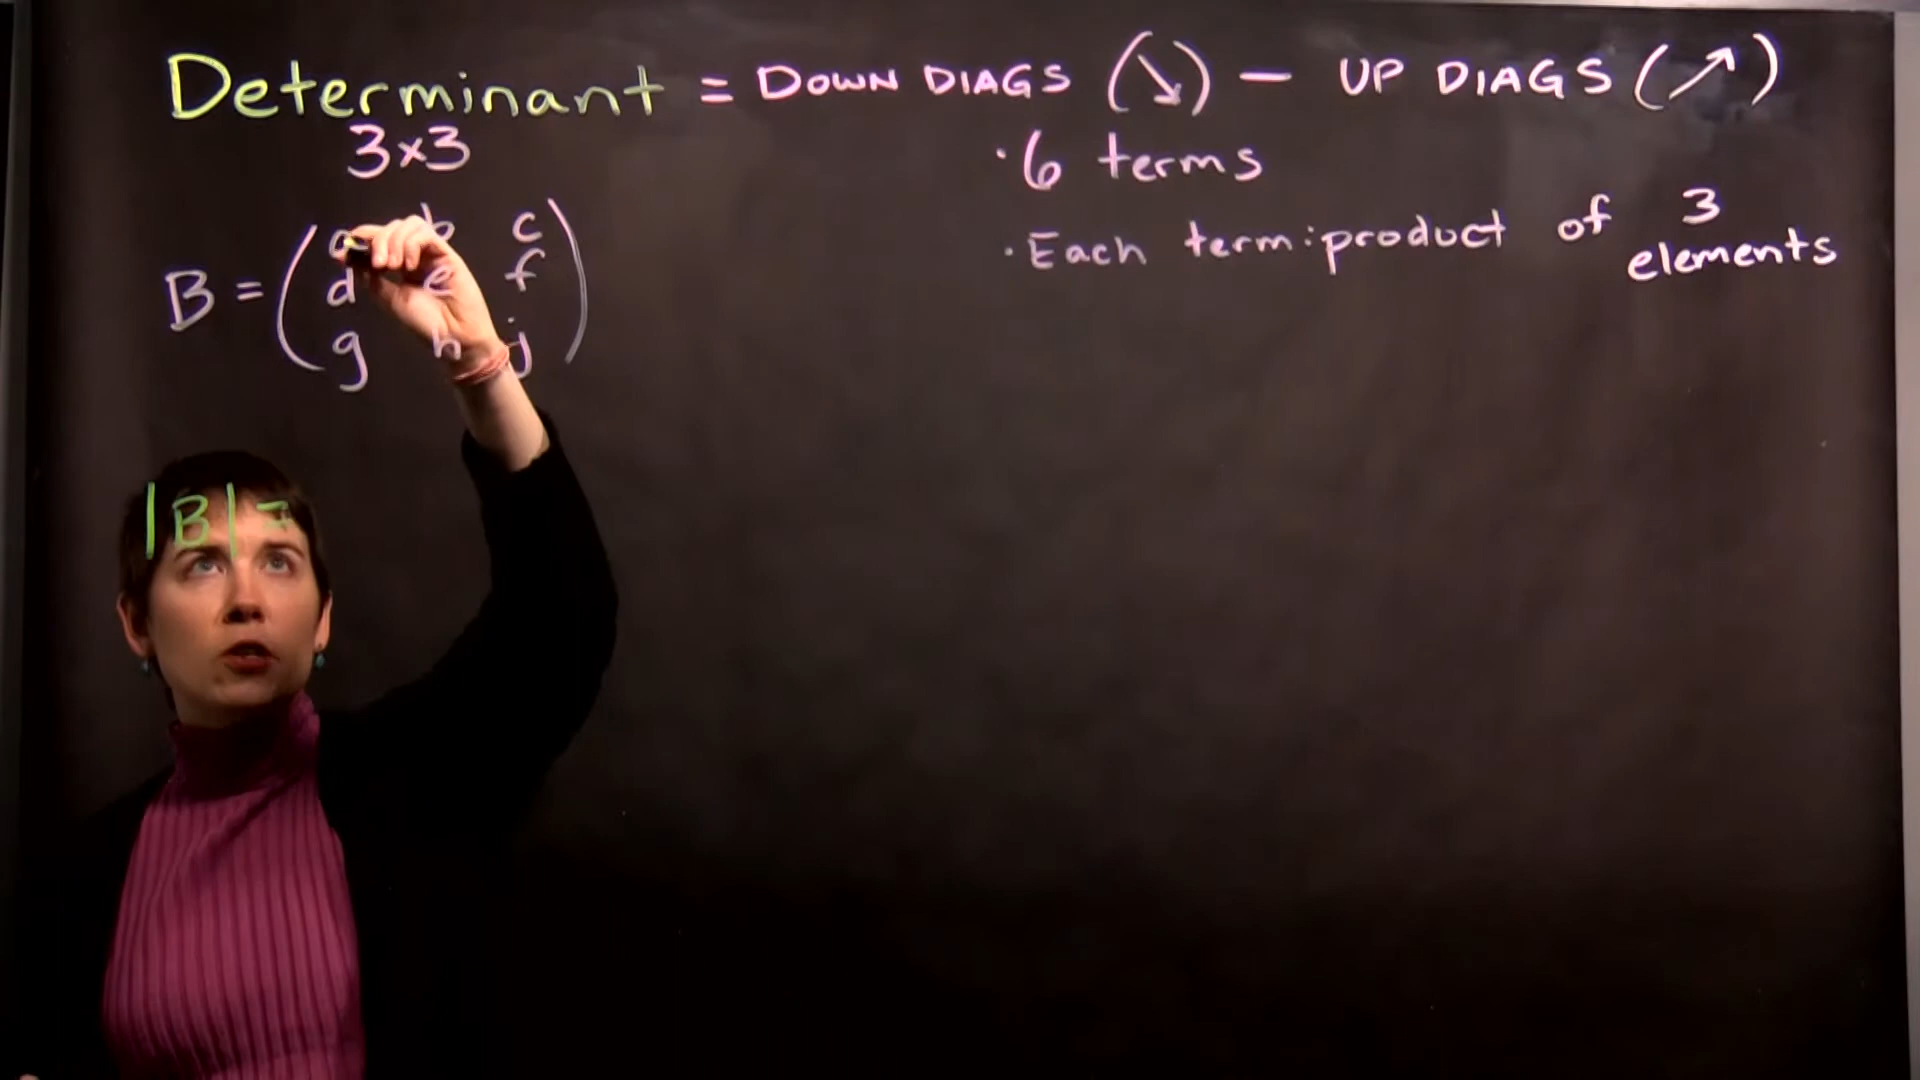 Determinant = DOWN DIAGS (↘) − UP DIAGS (↗)
3×3
· 6 terms
· Each term: product of 3 elements
B = ( a b c
d e f
g h j )
|B| =